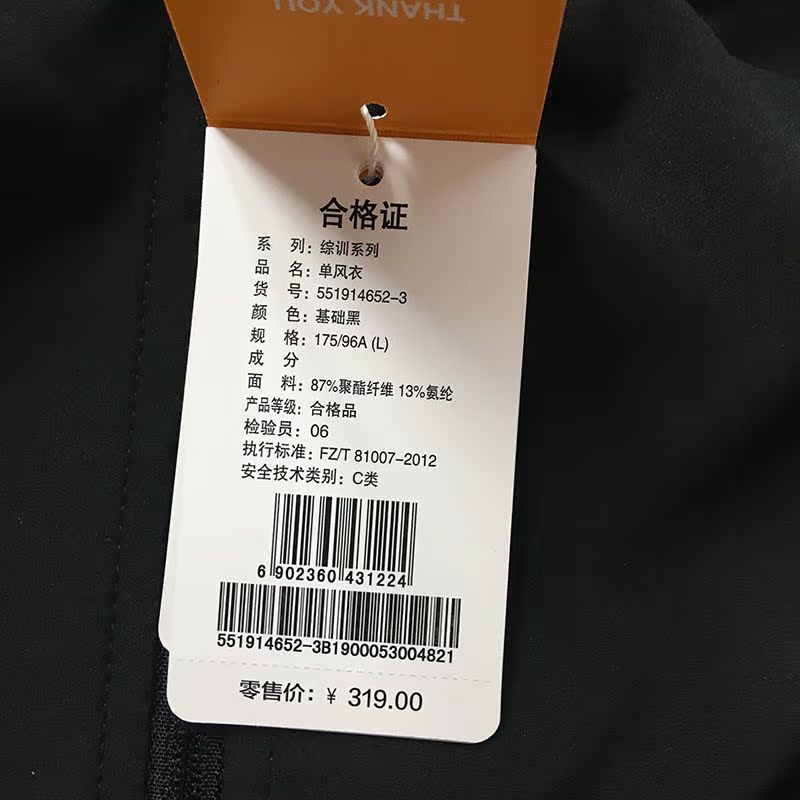 THANK YOU
合格证
系 列: 综训系列
品 名: 单风衣
货 号: 551914652-3
颜 色: 基础黑
规 格: 175/96A (L)
成 分
面 料: 87%聚酯纤维 13%氨纶
产品等级: 合格品
检验员: 06
执行标准: FZ/T 81007-2012
安全技术类别: C类
6 902360 431224
551914652-3B1900053004821
零售价: ¥ 319.00